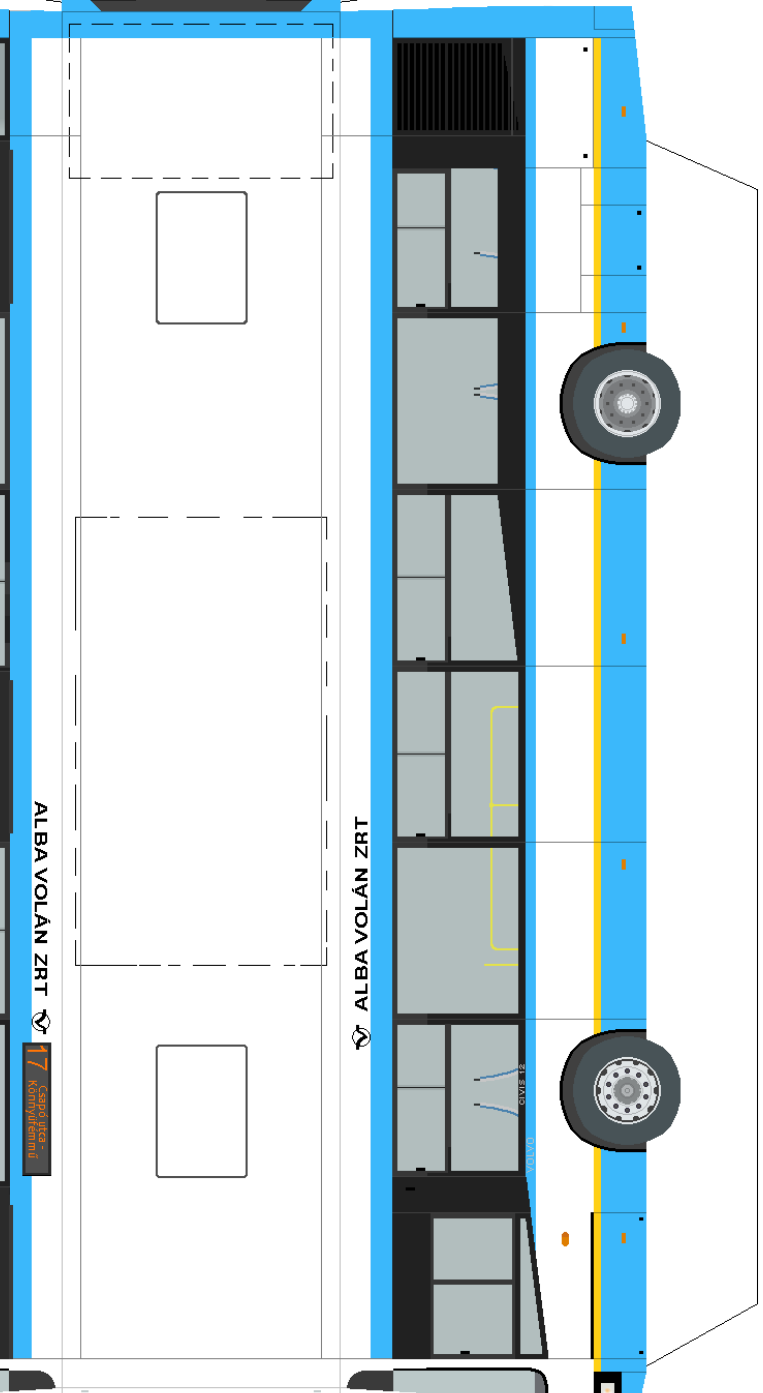 ALBA VOLÁN ZRT
ALBA VOLÁN ZRT
17
Csapó utca -
Könnyűfémmű
CIVIS 12
VOLVO